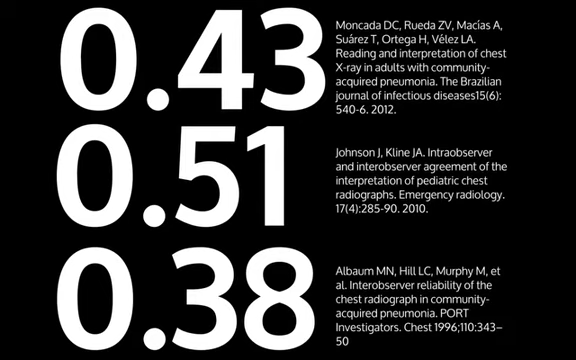 0.43
Moncada DC, Rueda ZV, Macías A,
Suárez T, Ortega H, Vélez LA.
Reading and interpretation of chest
X-ray in adults with community-
acquired pneumonia. The Brazilian
journal of infectious diseases15(6):
540-6. 2012.
0.51
Johnson J, Kline JA. Intraobserver
and interobserver agreement of the
interpretation of pediatric chest
radiographs. Emergency radiology.
17(4):285-90. 2010.
0.38
Albaum MN, Hill LC, Murphy M, et
al. Interobserver reliability of the
chest radiograph in community-
acquired pneumonia. PORT
Investigators. Chest 1996;110:343–
50